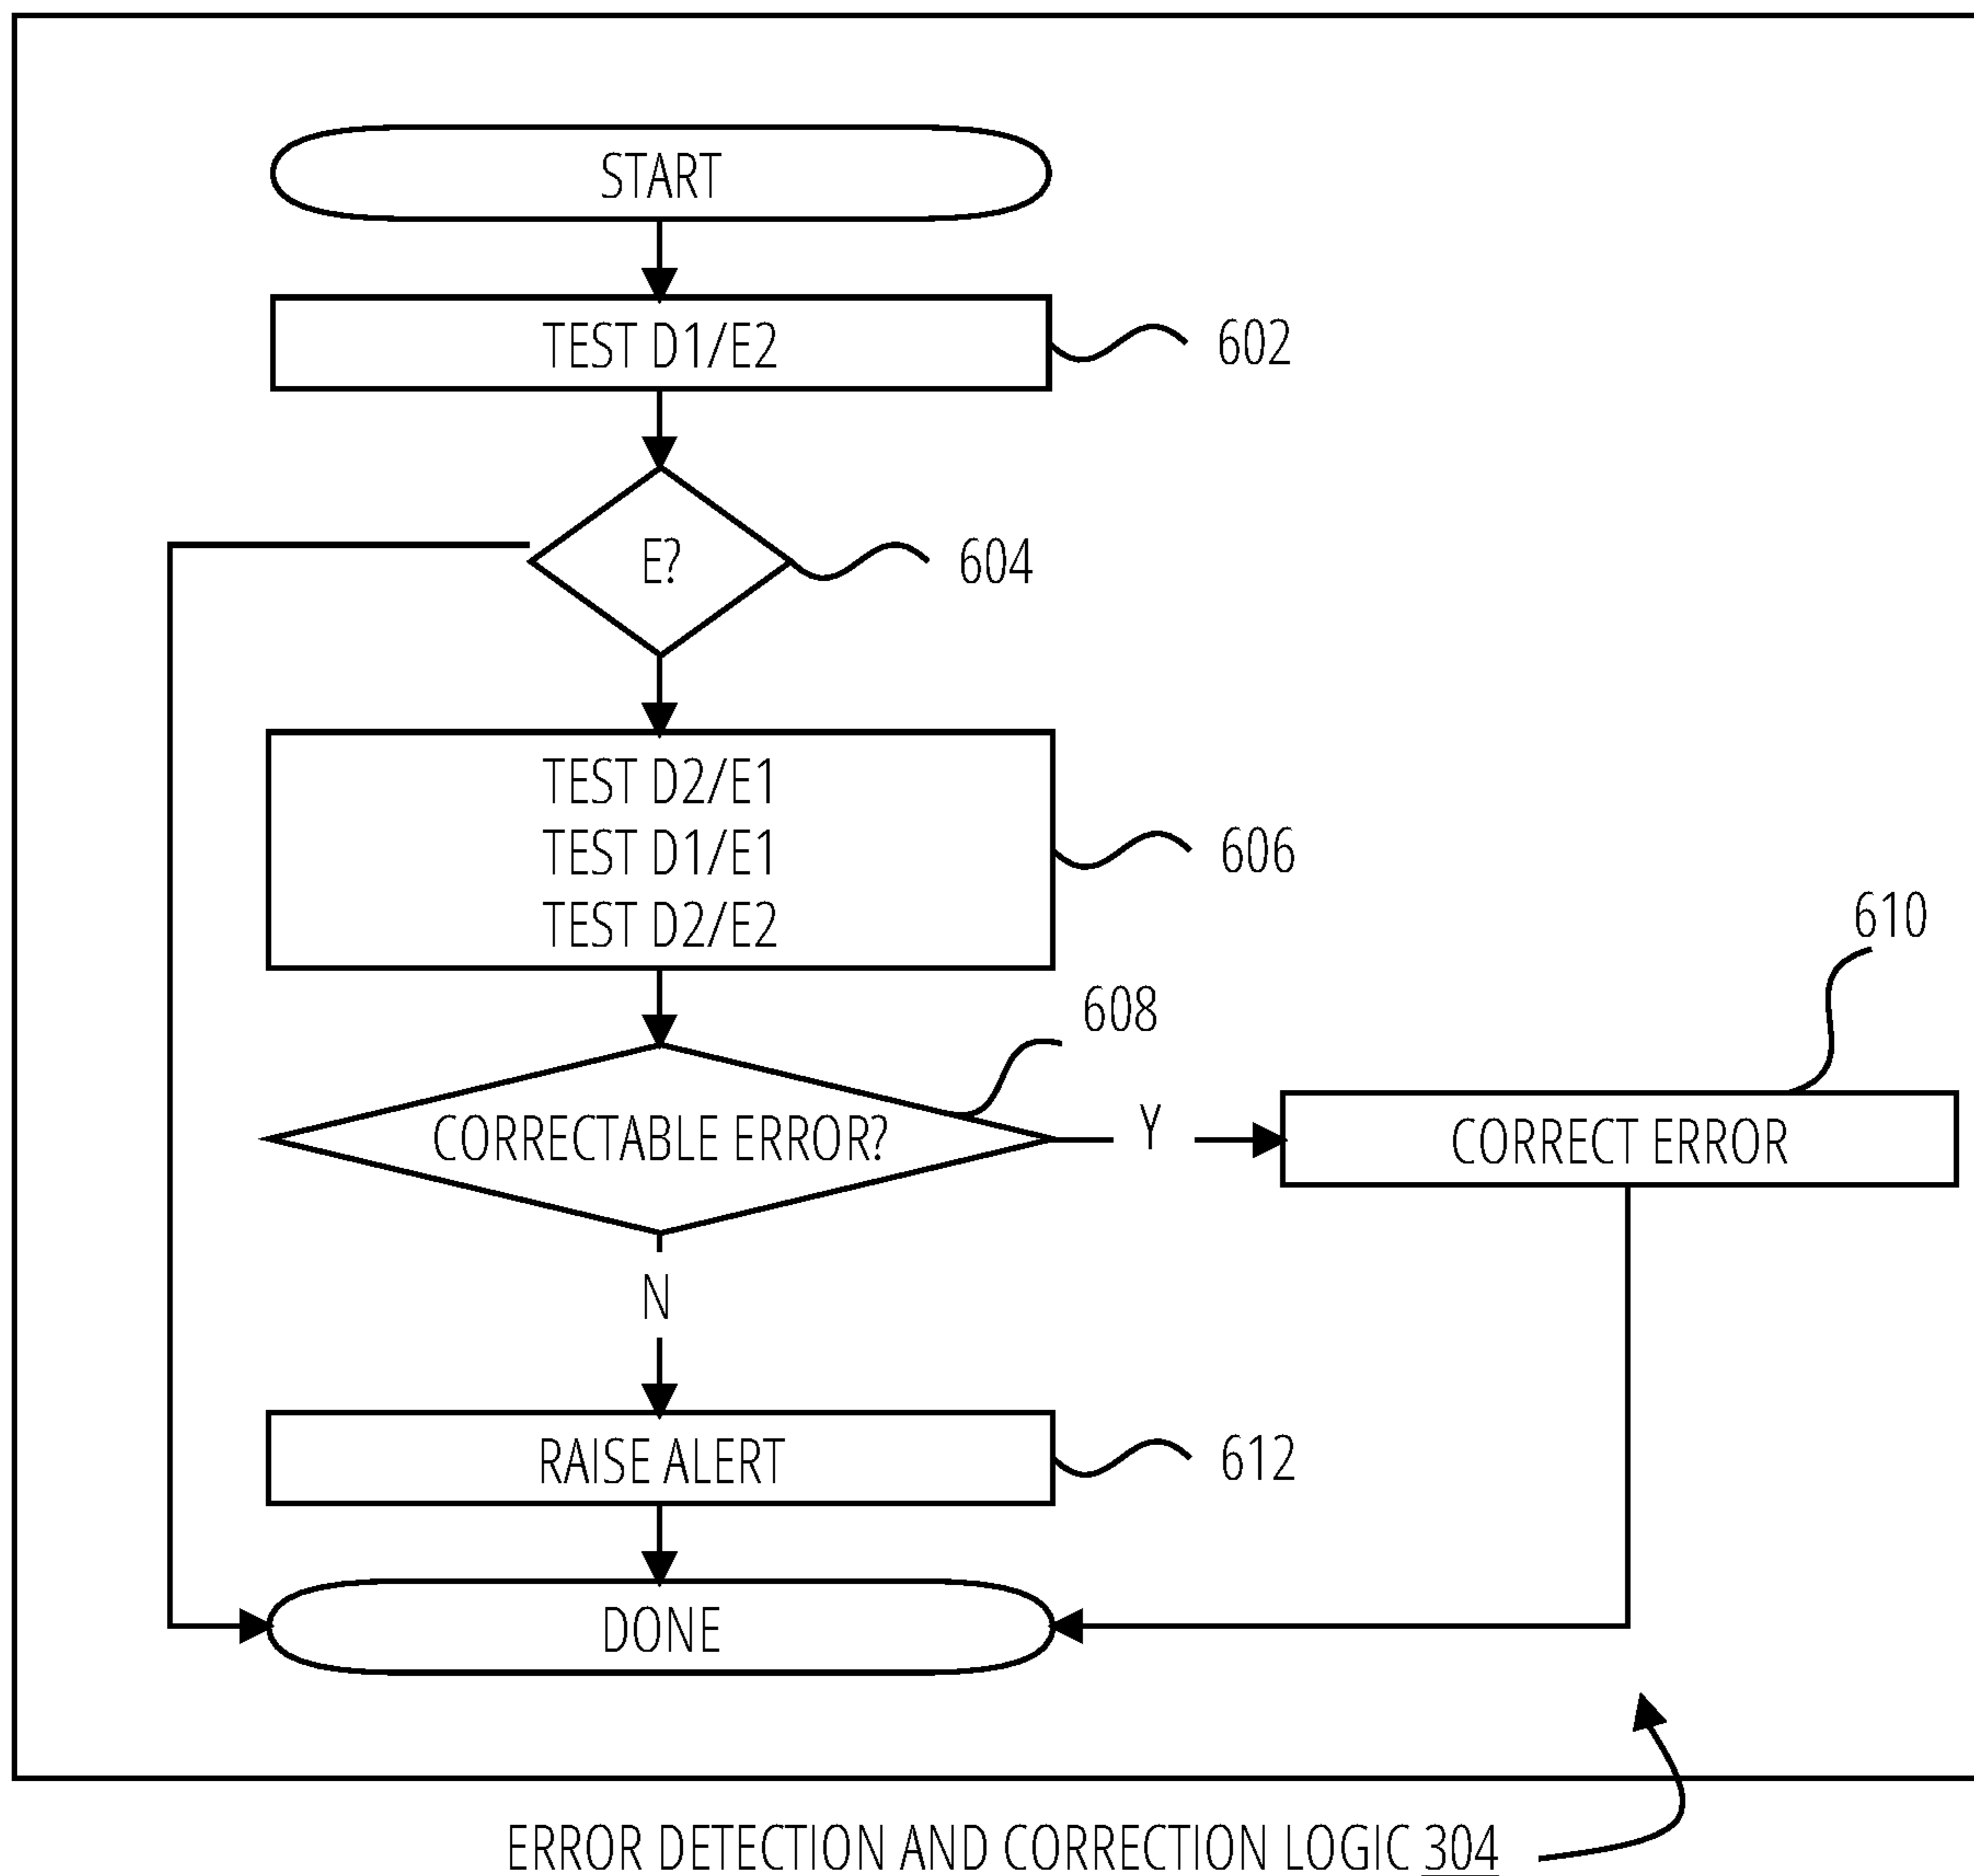 START
TEST D1/E2
602
E?
604
TEST D2/E1
TEST D1/E1
TEST D2/E2
606
610
608
CORRECTABLE ERROR?
Y
CORRECT ERROR
N
RAISE ALERT
612
DONE
ERROR DETECTION AND CORRECTION LOGIC 304